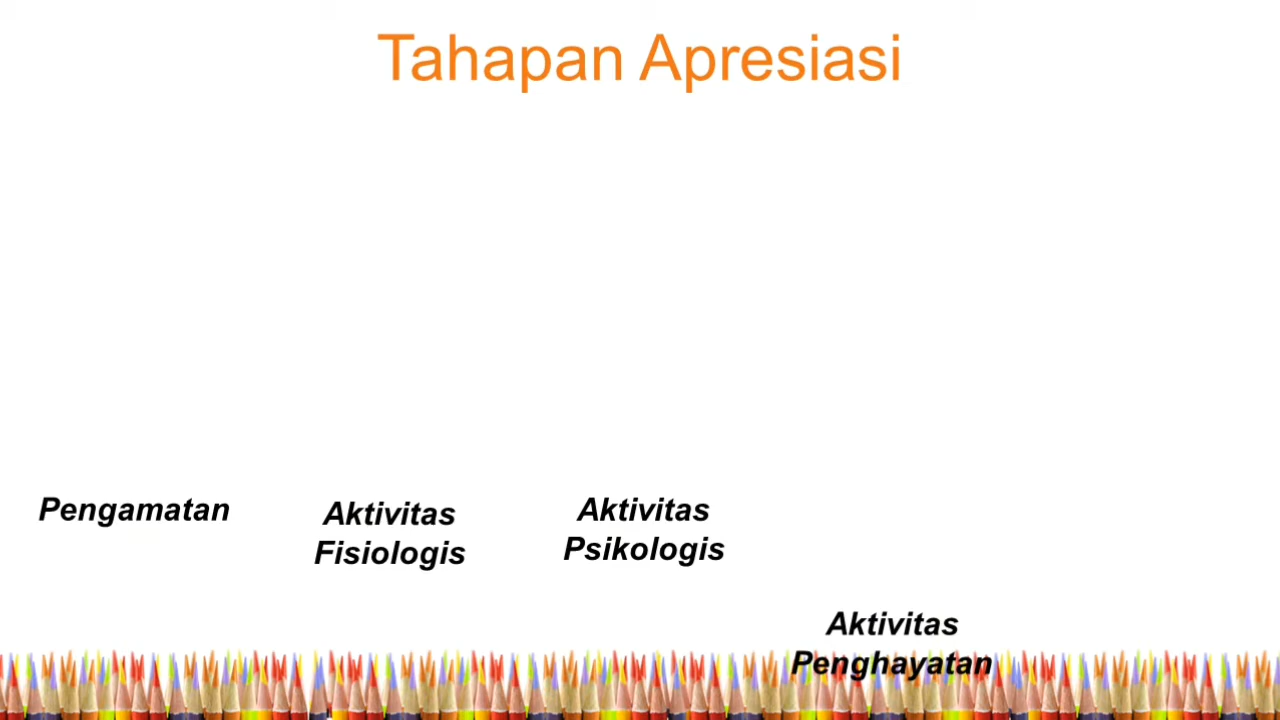 Tahapan Apresiasi
Pengamatan
Aktivitas
Fisiologis
Aktivitas
Psikologis
Aktivitas
Penghayatan